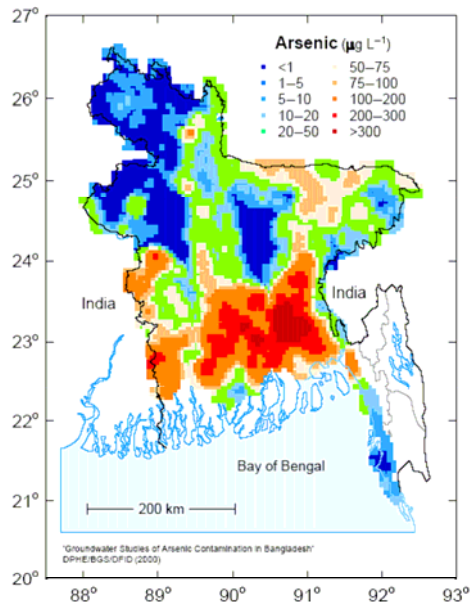 27°
26°
25°
24°
23°
22°
21°
20°
Arsenic (µg L⁻¹)
<1
1–5
5–10
10–20
20–50
50–75
75–100
100–200
200–300
>300
India
India
Bay of Bengal
200 km
"Groundwater Studies of Arsenic Contamination in Bangladesh"
DPHE/BGS/DFID (2000)
88° 89° 90° 91° 92° 93°